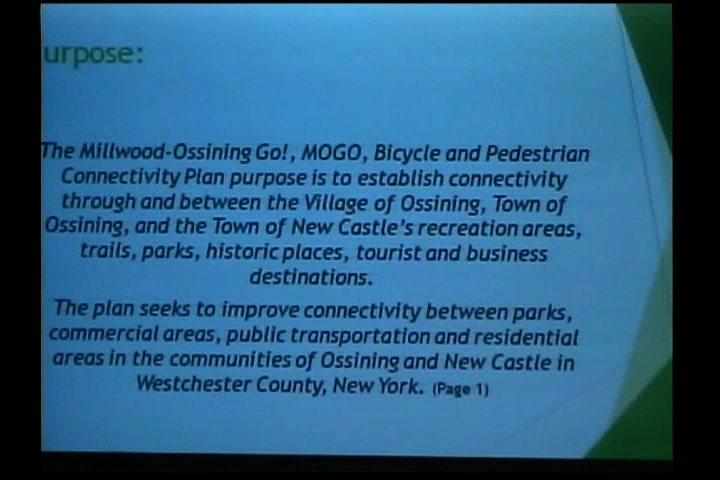 urpose:
The Millwood-Ossining Go!, MOGO, Bicycle and Pedestrian
Connectivity Plan purpose is to establish connectivity
through and between the Village of Ossining, Town of
Ossining, and the Town of New Castle's recreation areas,
trails, parks, historic places, tourist and business
destinations.
The plan seeks to improve connectivity between parks,
commercial areas, public transportation and residential
areas in the communities of Ossining and New Castle in
Westchester County, New York. (Page 1)